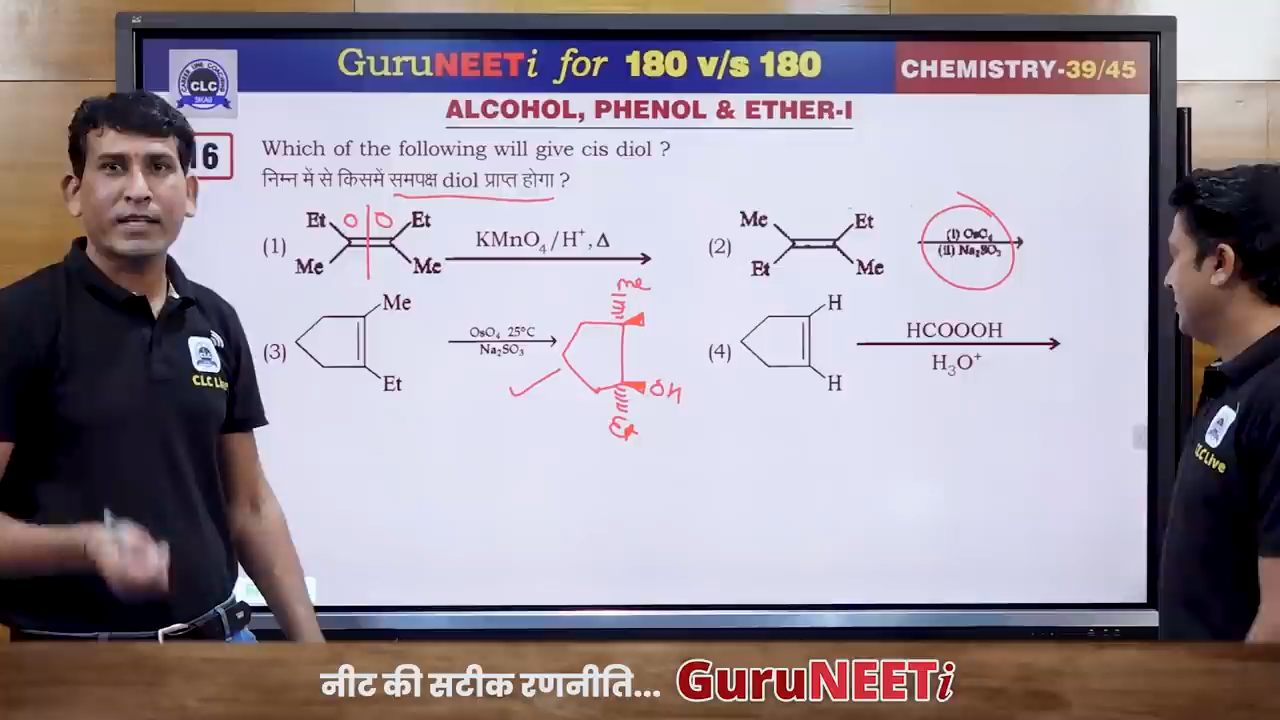 GuruNEETi for 180 v/s 180
CHEMISTRY-39/45
CLC
SIKAR
ALCOHOL, PHENOL & ETHER-I
16
Which of the following will give cis diol ?
निम्न में से किसमें समपक्ष diol प्राप्त होगा ?
(1)
Et
O
O
Et
Me
Me
KMnO₄/H⁺, Δ
(2)
Me
Et
Et
Me
(i) OsO₄
(ii) Na₂SO₃
(3)
Me
Et
OsO₄ 25°C
Na₂SO₃
Me
OH
Et
(4)
H
H
HCOOOH
H₃O⁺
CLC Live
CLC Live
नीट की सटीक रणनीति... GuruNEETi